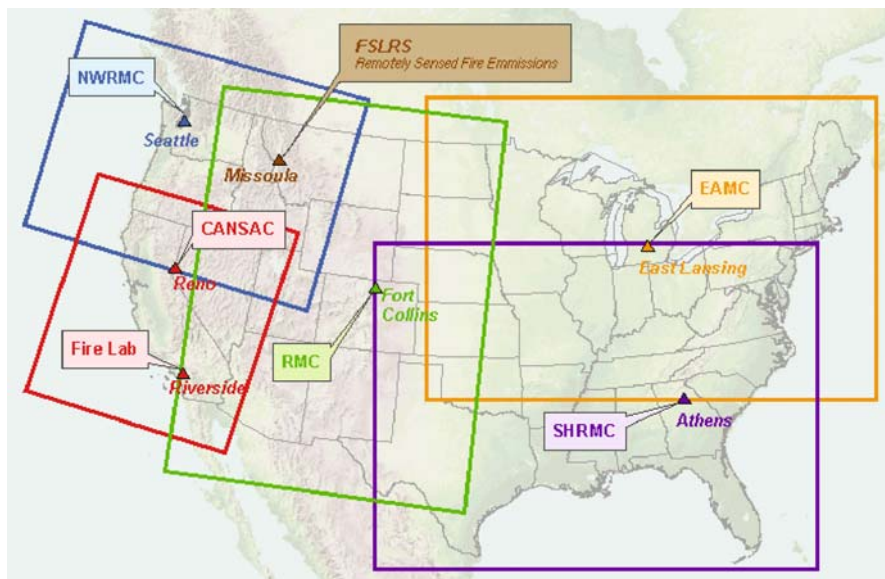 FSLRS
Remotely Sensed Fire Emmissions
NWRMC
Seattle
Missoula
EAMC
CANSAC
East Lansing
Reno
Fort
Collins
Fire Lab
RMC
Riverside
SHRMC
Athens